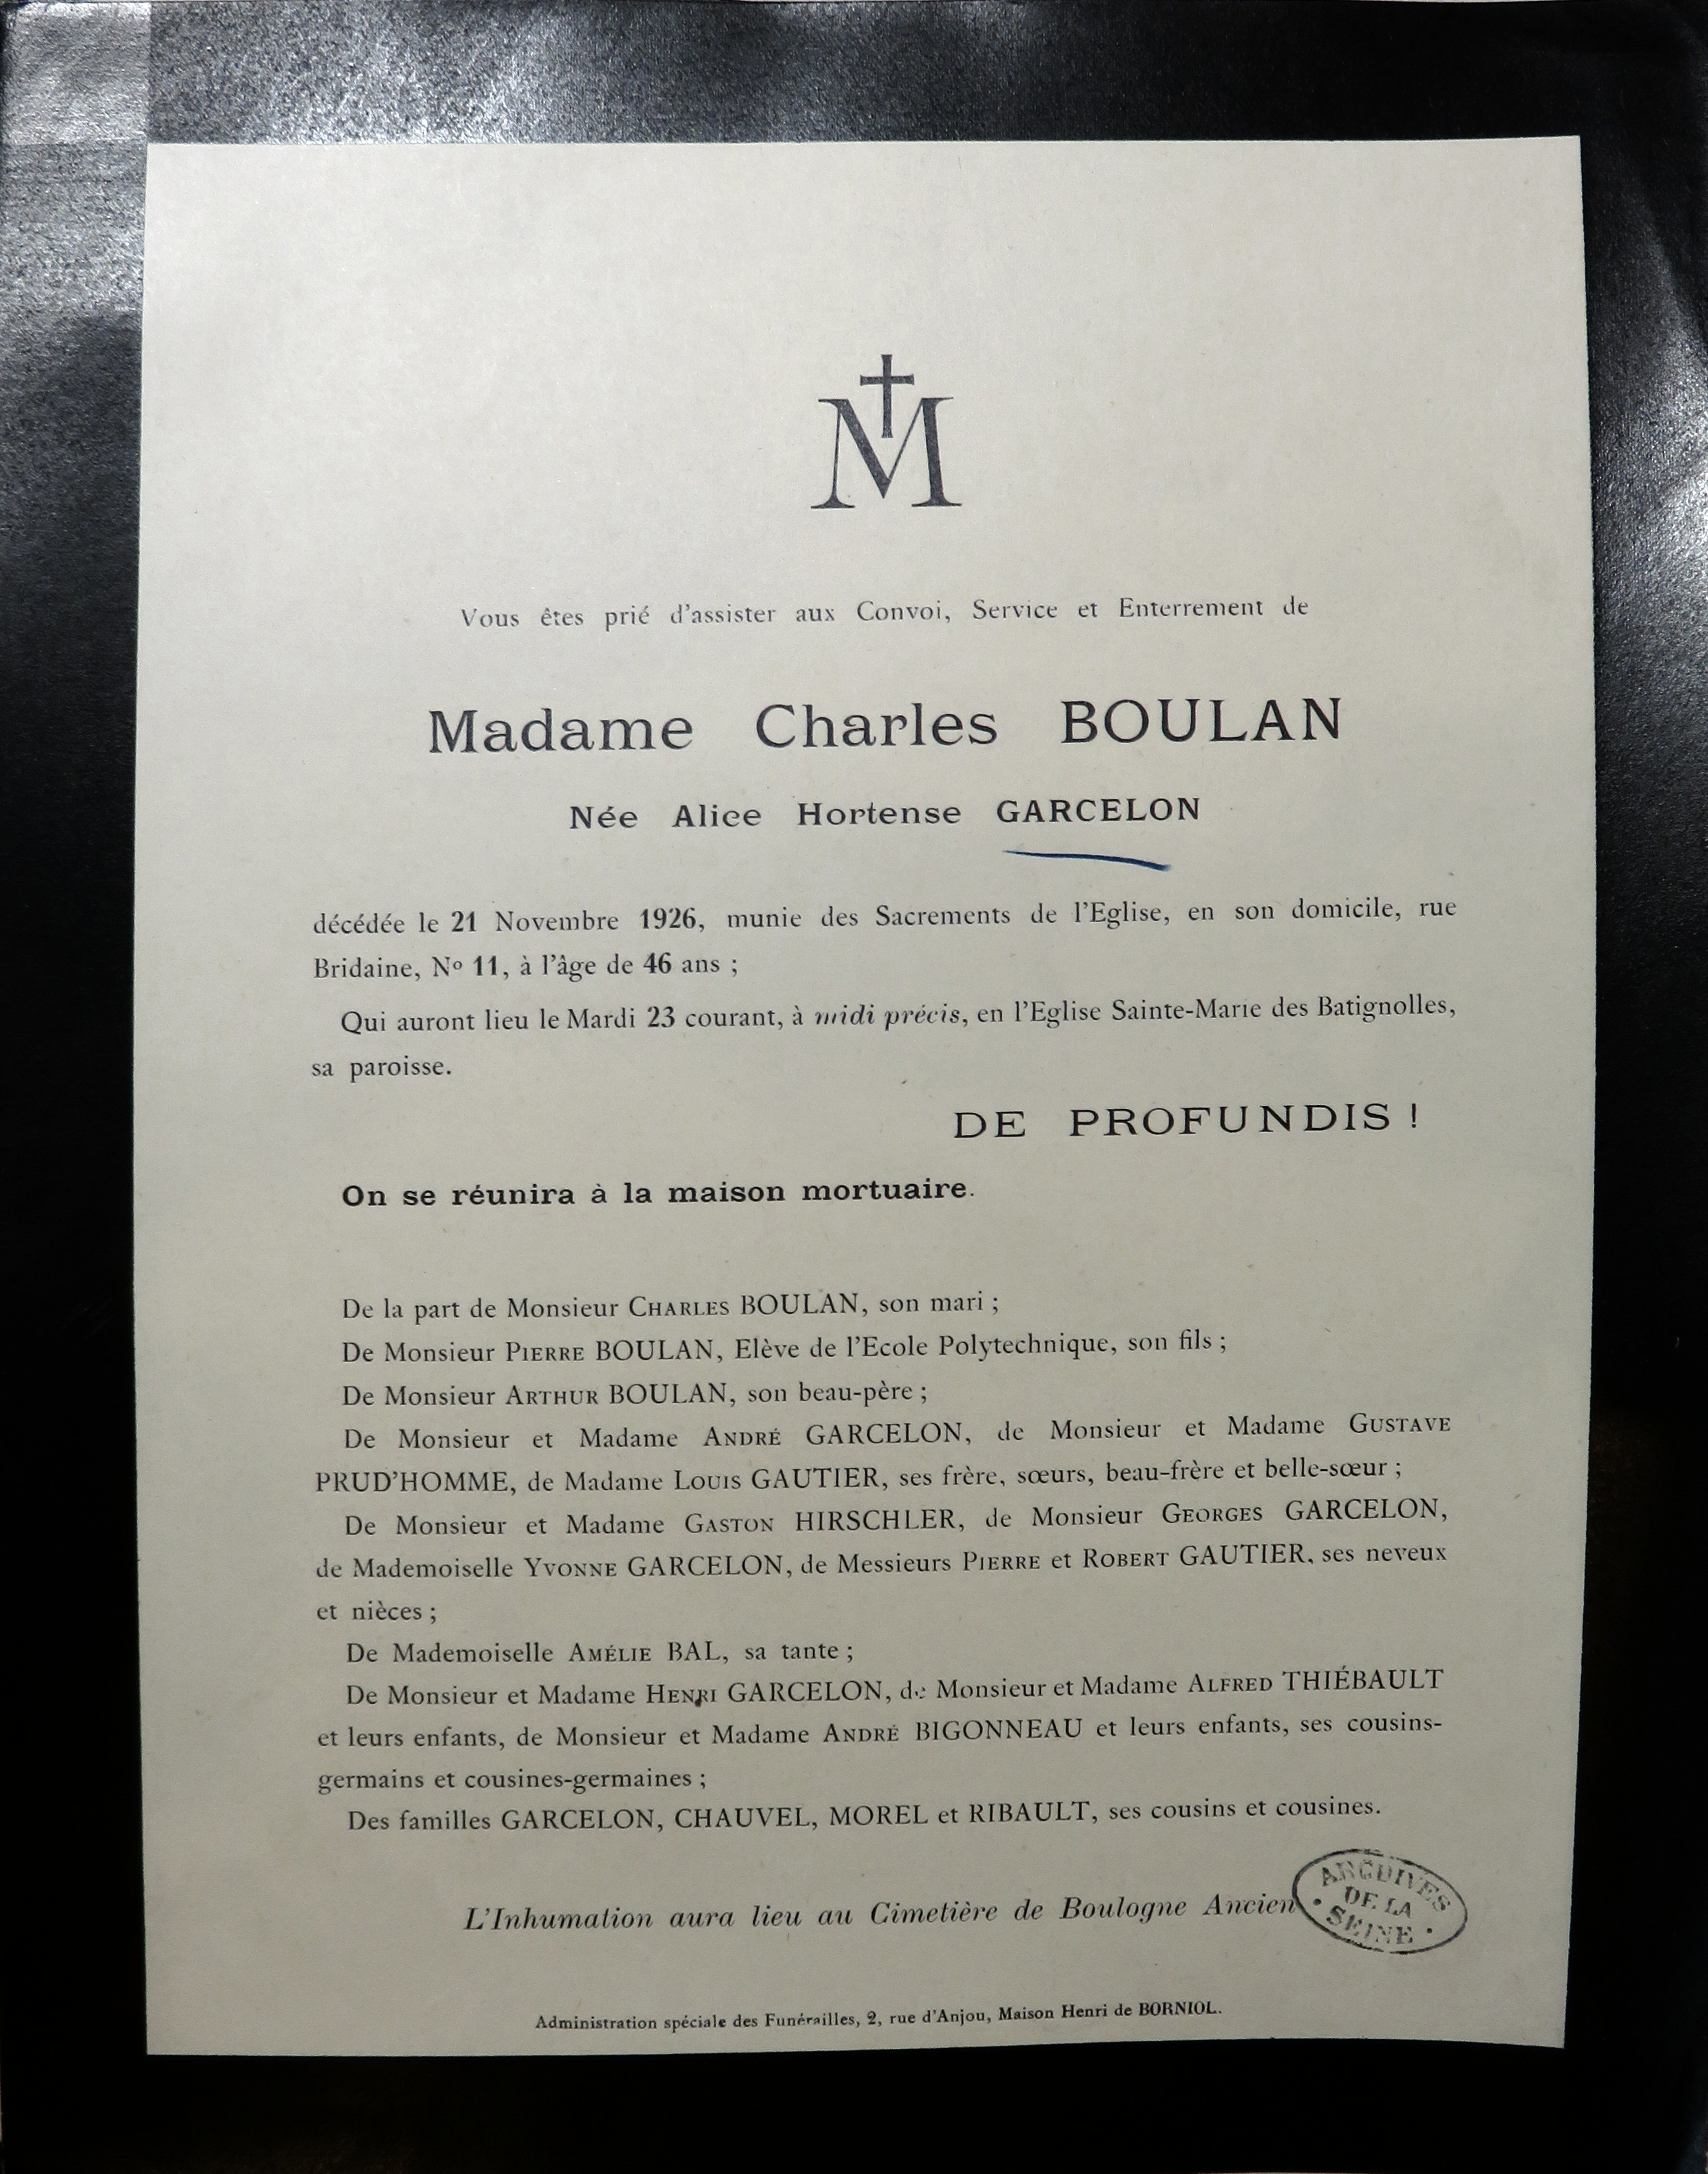 M
Vous êtes prié d'assister aux Convoi, Service et Enterrement de
Madame Charles BOULAN
Née Alice Hortense GARCELON
décédée le 21 Novembre 1926, munie des Sacrements de l'Eglise, en son domicile, rue
Bridaine, No 11, à l'âge de 46 ans ;
Qui auront lieu le Mardi 23 courant, à midi précis, en l'Eglise Sainte-Marie des Batignolles,
sa paroisse.
DE PROFUNDIS !
On se réunira à la maison mortuaire.
De la part de Monsieur CHARLES BOULAN, son mari ;
De Monsieur PIERRE BOULAN, Elève de l'Ecole Polytechnique, son fils ;
De Monsieur ARTHUR BOULAN, son beau-père ;
De Monsieur et Madame ANDRÉ GARCELON, de Monsieur et Madame GUSTAVE
PRUD'HOMME, de Madame LOUIS GAUTIER, ses frère, sœurs, beau-frère et belle-sœur ;
De Monsieur et Madame GASTON HIRSCHLER, de Monsieur GEORGES GARCELON,
de Mademoiselle YVONNE GARCELON, de Messieurs PIERRE et ROBERT GAUTIER, ses neveux
et nièces ;
De Mademoiselle AMÉLIE BAL, sa tante ;
De Monsieur et Madame HENRI GARCELON, de Monsieur et Madame ALFRED THIÉBAULT
et leurs enfants, de Monsieur et Madame ANDRÉ BIGONNEAU et leurs enfants, ses cousins-
germains et cousines-germaines ;
Des familles GARCELON, CHAUVEL, MOREL et RIBAULT, ses cousins et cousines.
L'Inhumation aura lieu au Cimetière de Boulogne Ancien
ARCHIVES
DE LA
SEINE
Administration spéciale des Funérailles, 2, rue d'Anjou, Maison Henri de BORNIOL.